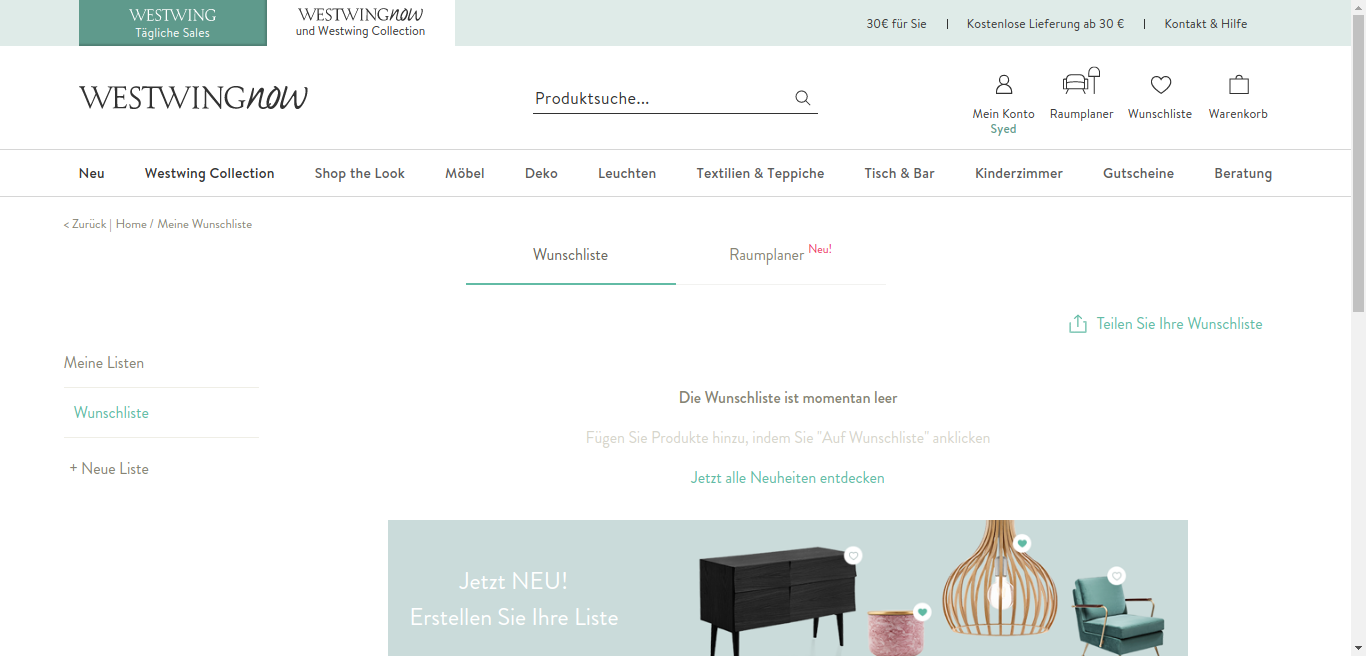 WESTWING
Tägliche Sales
WESTWINGnow
und Westwing Collection
30€ für Sie | Kostenlose Lieferung ab 30 € | Kontakt & Hilfe
WESTWINGnow
Produktsuche...
Mein Konto
Syed
Raumplaner
Wunschliste
Warenkorb
Neu Westwing Collection Shop the Look Möbel Deko Leuchten Textilien & Teppiche Tisch & Bar Kinderzimmer Gutscheine Beratung
< Zurück | Home / Meine Wunschliste
Wunschliste
Raumplaner Neu!
Teilen Sie Ihre Wunschliste
Meine Listen
Wunschliste
+ Neue Liste
Die Wunschliste ist momentan leer
Fügen Sie Produkte hinzu, indem Sie "Auf Wunschliste" anklicken
Jetzt alle Neuheiten entdecken
Jetzt NEU!
Erstellen Sie Ihre Liste